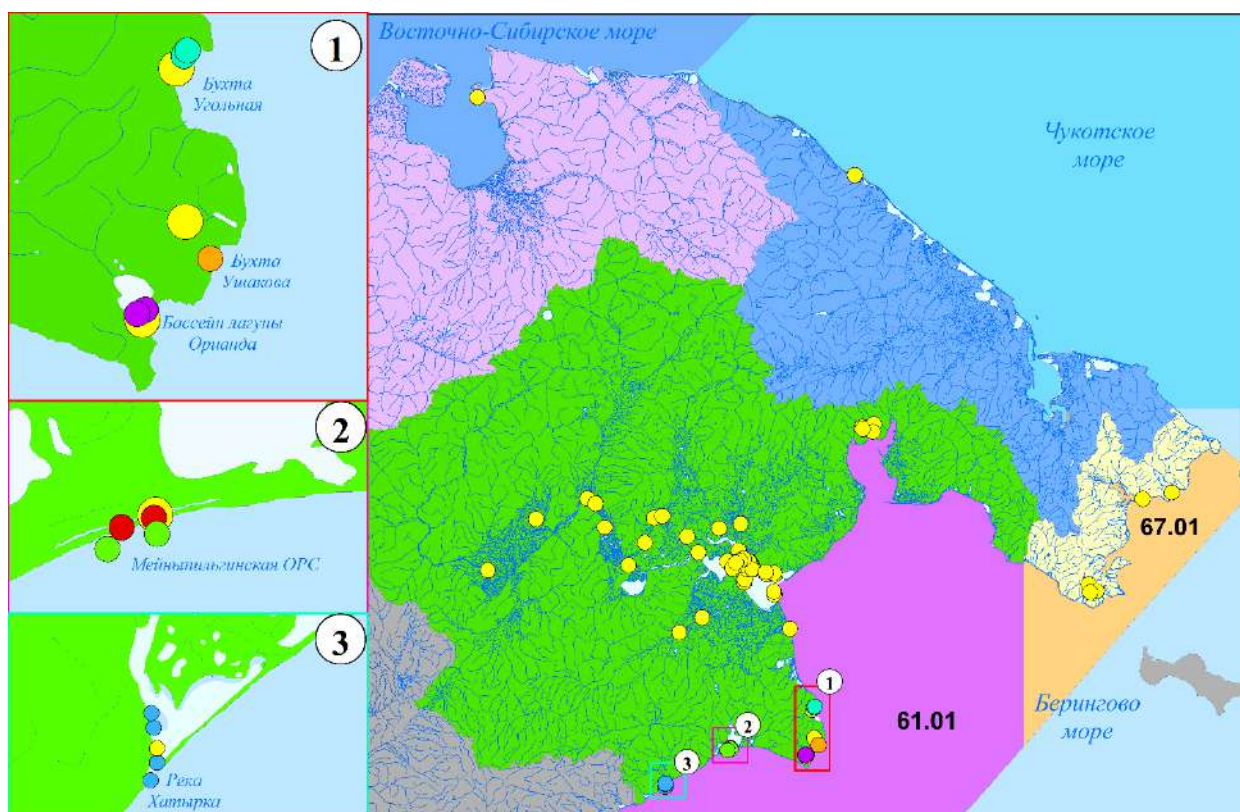 1
Бухта
Угольная
Бухта
Ушакова
Бассейн лагуны
Орианда
2
Мейныпильгинская ОРС
3
Река
Хатырка
Восточно-Сибирское море
Чукотское
море
67.01
61.01
Берингово
море
1
2
3